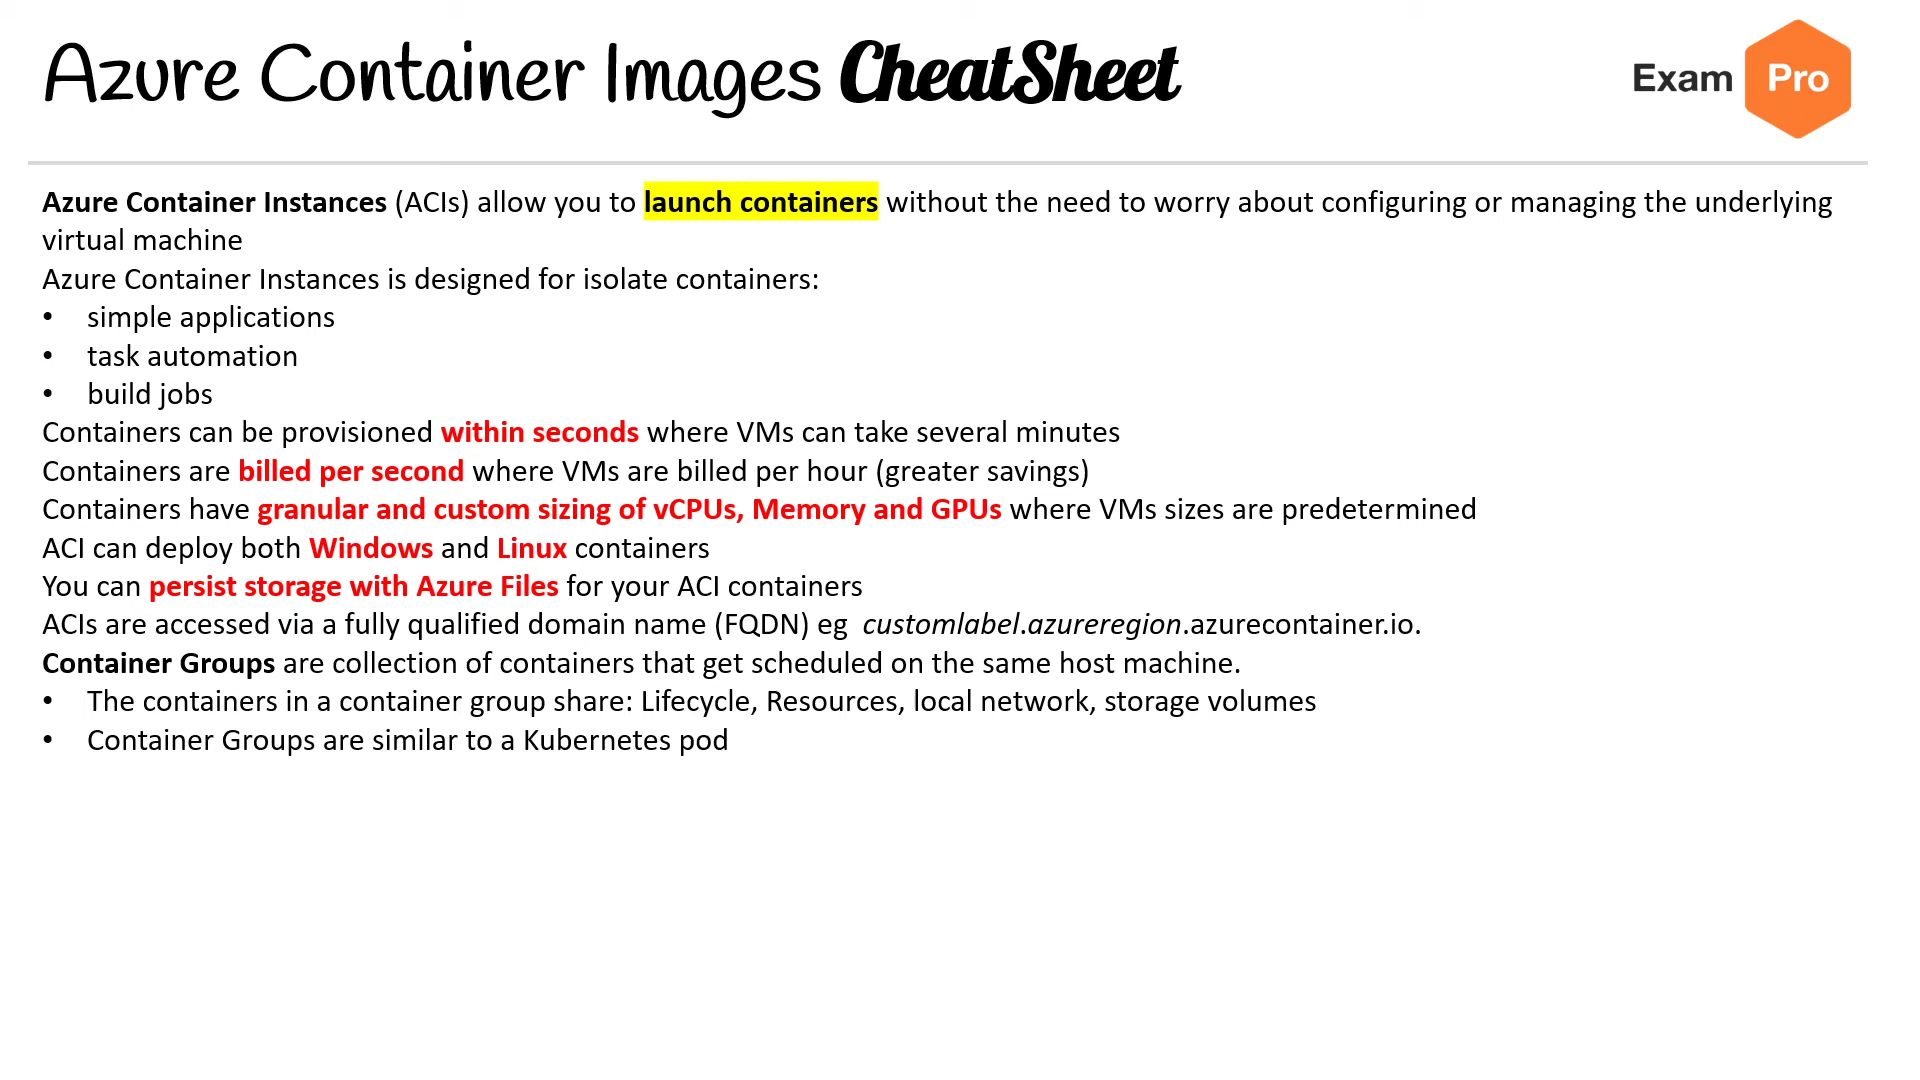 Azure Container Images CheatSheet
Exam Pro
Azure Container Instances (ACIs) allow you to launch containers without the need to worry about configuring or managing the underlying
virtual machine
Azure Container Instances is designed for isolate containers:
• simple applications
• task automation
• build jobs
Containers can be provisioned within seconds where VMs can take several minutes
Containers are billed per second where VMs are billed per hour (greater savings)
Containers have granular and custom sizing of vCPUs, Memory and GPUs where VMs sizes are predetermined
ACI can deploy both Windows and Linux containers
You can persist storage with Azure Files for your ACI containers
ACIs are accessed via a fully qualified domain name (FQDN) eg customlabel.azureregion.azurecontainer.io.
Container Groups are collection of containers that get scheduled on the same host machine.
• The containers in a container group share: Lifecycle, Resources, local network, storage volumes
• Container Groups are similar to a Kubernetes pod